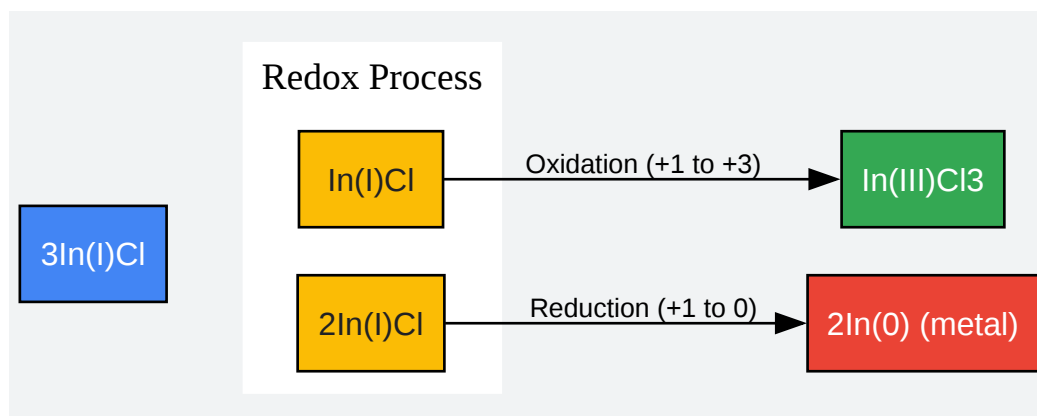 Redox Process
In(I)Cl
Oxidation (+1 to +3)
In(III)Cl3
3In(I)Cl
2In(I)Cl
Reduction (+1 to 0)
2In(0) (metal)